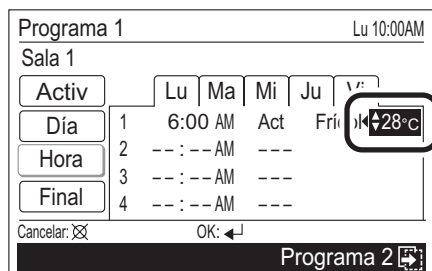 Programa 1 Lu 10:00AM
Sala 1
Activ Lu Ma Mi Ju
Día 1 6:00 AM Act 28°C
Hora 2 --:--AM ---
3 --:--AM ---
Final 4 --:--AM ---
Cancelar: OK:
Programa 2